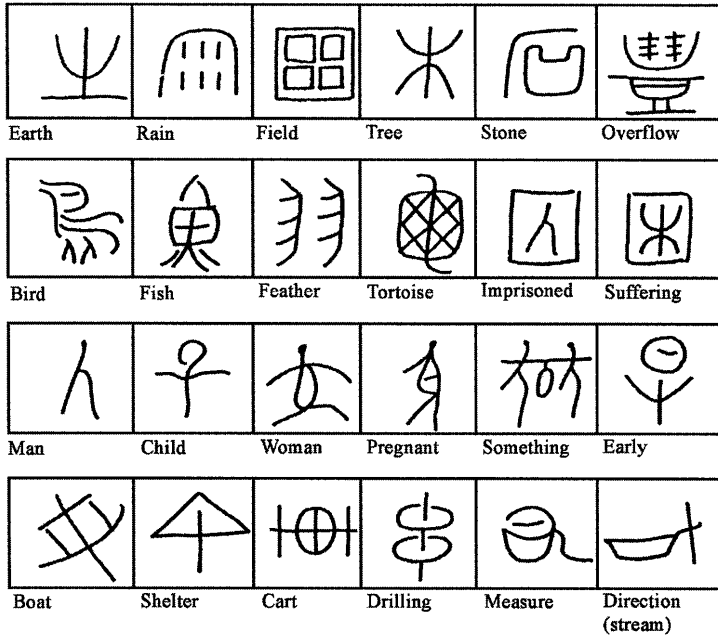 Earth Rain Field Tree Stone Overflow
Bird Fish Feather Tortoise Imprisoned Suffering
Man Child Woman Pregnant Something Early
Boat Shelter Cart Drilling Measure Direction
(stream)